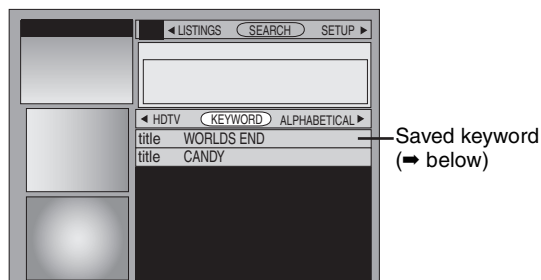 ◄ LISTINGS SEARCH SETUP ►
◄ HDTV KEYWORD ALPHABETICAL ►
title WORLDS END
title CANDY
Saved keyword
(➡ below)